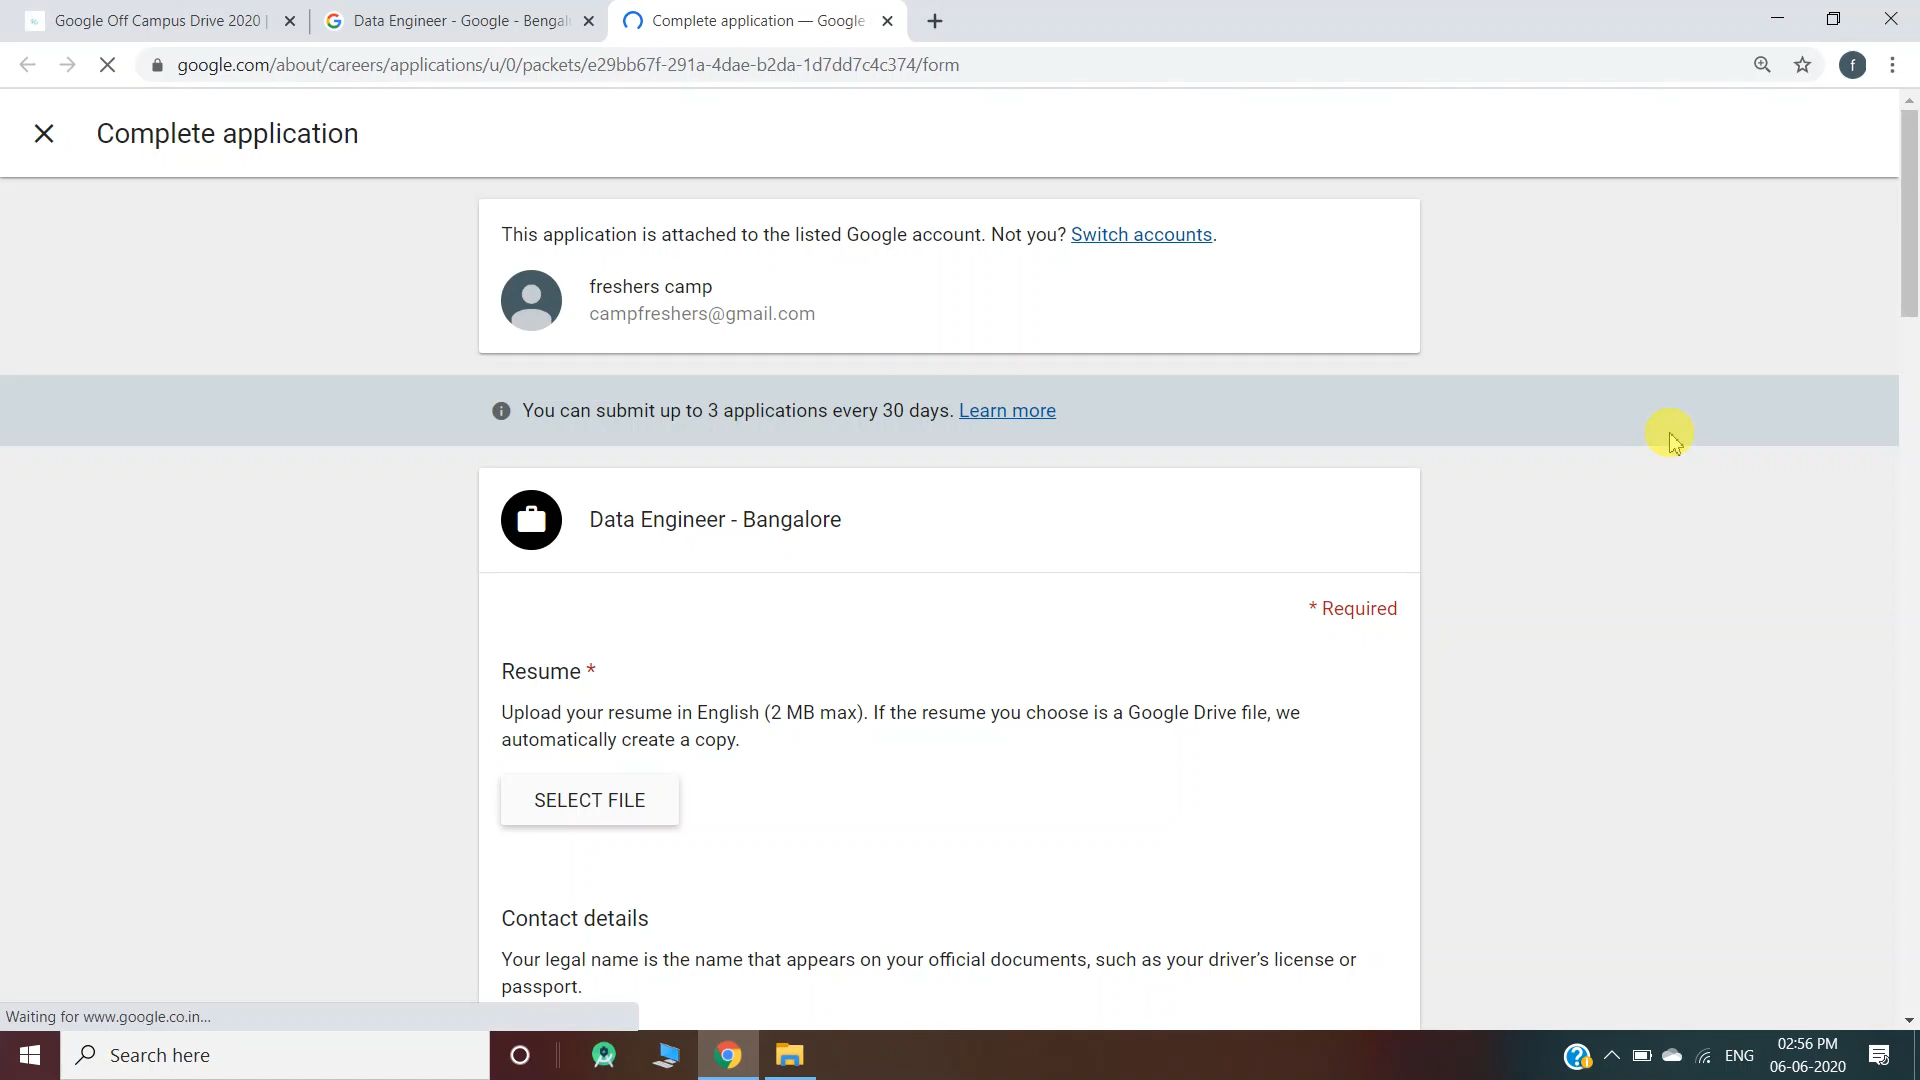 Google Off Campus Drive 2020 |
Data Engineer - Google - Bengal
Complete application — Google
google.com/about/careers/applications/u/0/packets/e29bb67f-291a-4dae-b2da-1d7dd7c4c374/form
f
Complete application
This application is attached to the listed Google account. Not you? Switch accounts.
freshers camp
campfreshers@gmail.com
You can submit up to 3 applications every 30 days. Learn more
Data Engineer - Bangalore
* Required
Resume *
Upload your resume in English (2 MB max). If the resume you choose is a Google Drive file, we
automatically create a copy.
SELECT FILE
Contact details
Your legal name is the name that appears on your official documents, such as your driver's license or
passport.
Waiting for www.google.co.in...
Search here
ENG
02:56 PM
06-06-2020